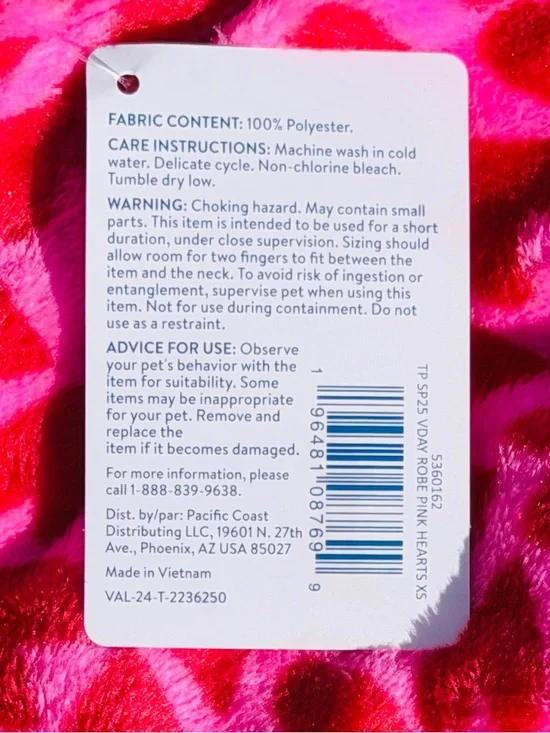 FABRIC CONTENT: 100% Polyester.
CARE INSTRUCTIONS: Machine wash in cold
water. Delicate cycle. Non-chlorine bleach.
Tumble dry low.
WARNING: Choking hazard. May contain small
parts. This item is intended to be used for a short
duration, under close supervision. Sizing should
allow room for two fingers to fit between the
item and the neck. To avoid risk of ingestion or
entanglement, supervise pet when using this
item. Not for use during containment. Do not
use as a restraint.
ADVICE FOR USE: Observe
your pet's behavior with the
item for suitability. Some
items may be inappropriate
for your pet. Remove and
replace the
item if it becomes damaged.
For more information, please
call 1-888-839-9638.
Dist. by/par: Pacific Coast
Distributing LLC, 19601 N. 27th
Ave., Phoenix, AZ USA 85027
Made in Vietnam
VAL-24-T-2236250
1 96481 08769 9
5360162
TP SP25 VDAY ROBE PINK HEARTS XS